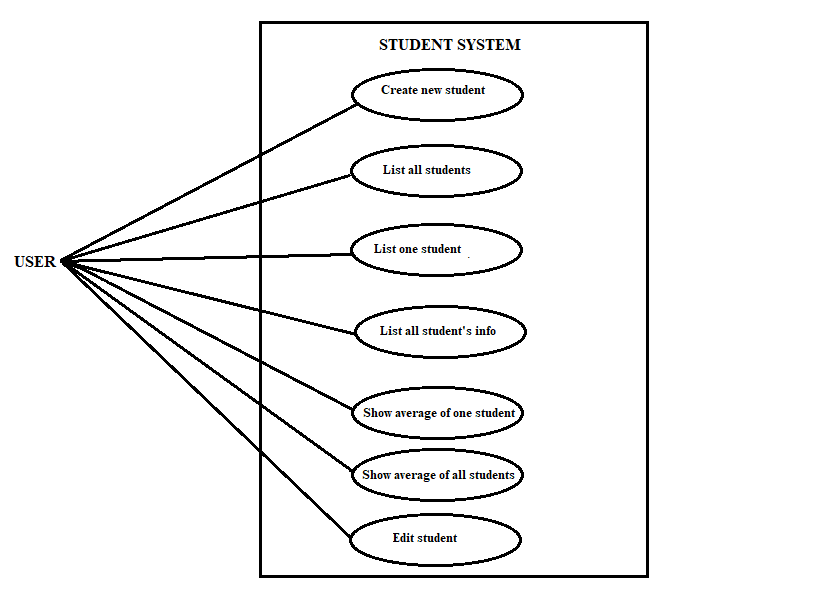 STUDENT SYSTEM
Create new student
List all students
List one student
USER
List all student's info
Show average of one student
Show average of all students
Edit student